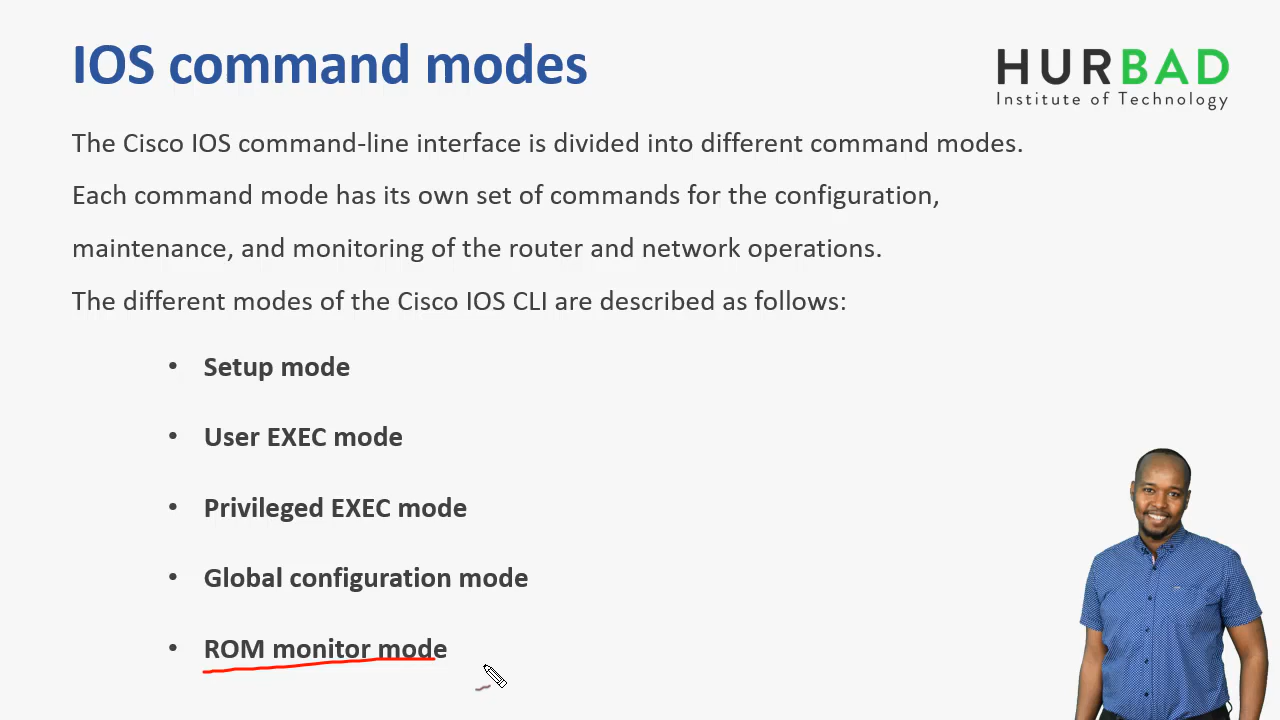 IOS command modes
HURBAD
Institute of Technology
The Cisco IOS command-line interface is divided into different command modes.
Each command mode has its own set of commands for the configuration,
maintenance, and monitoring of the router and network operations.
The different modes of the Cisco IOS CLI are described as follows:
• Setup mode
• User EXEC mode
• Privileged EXEC mode
• Global configuration mode
• ROM monitor mode